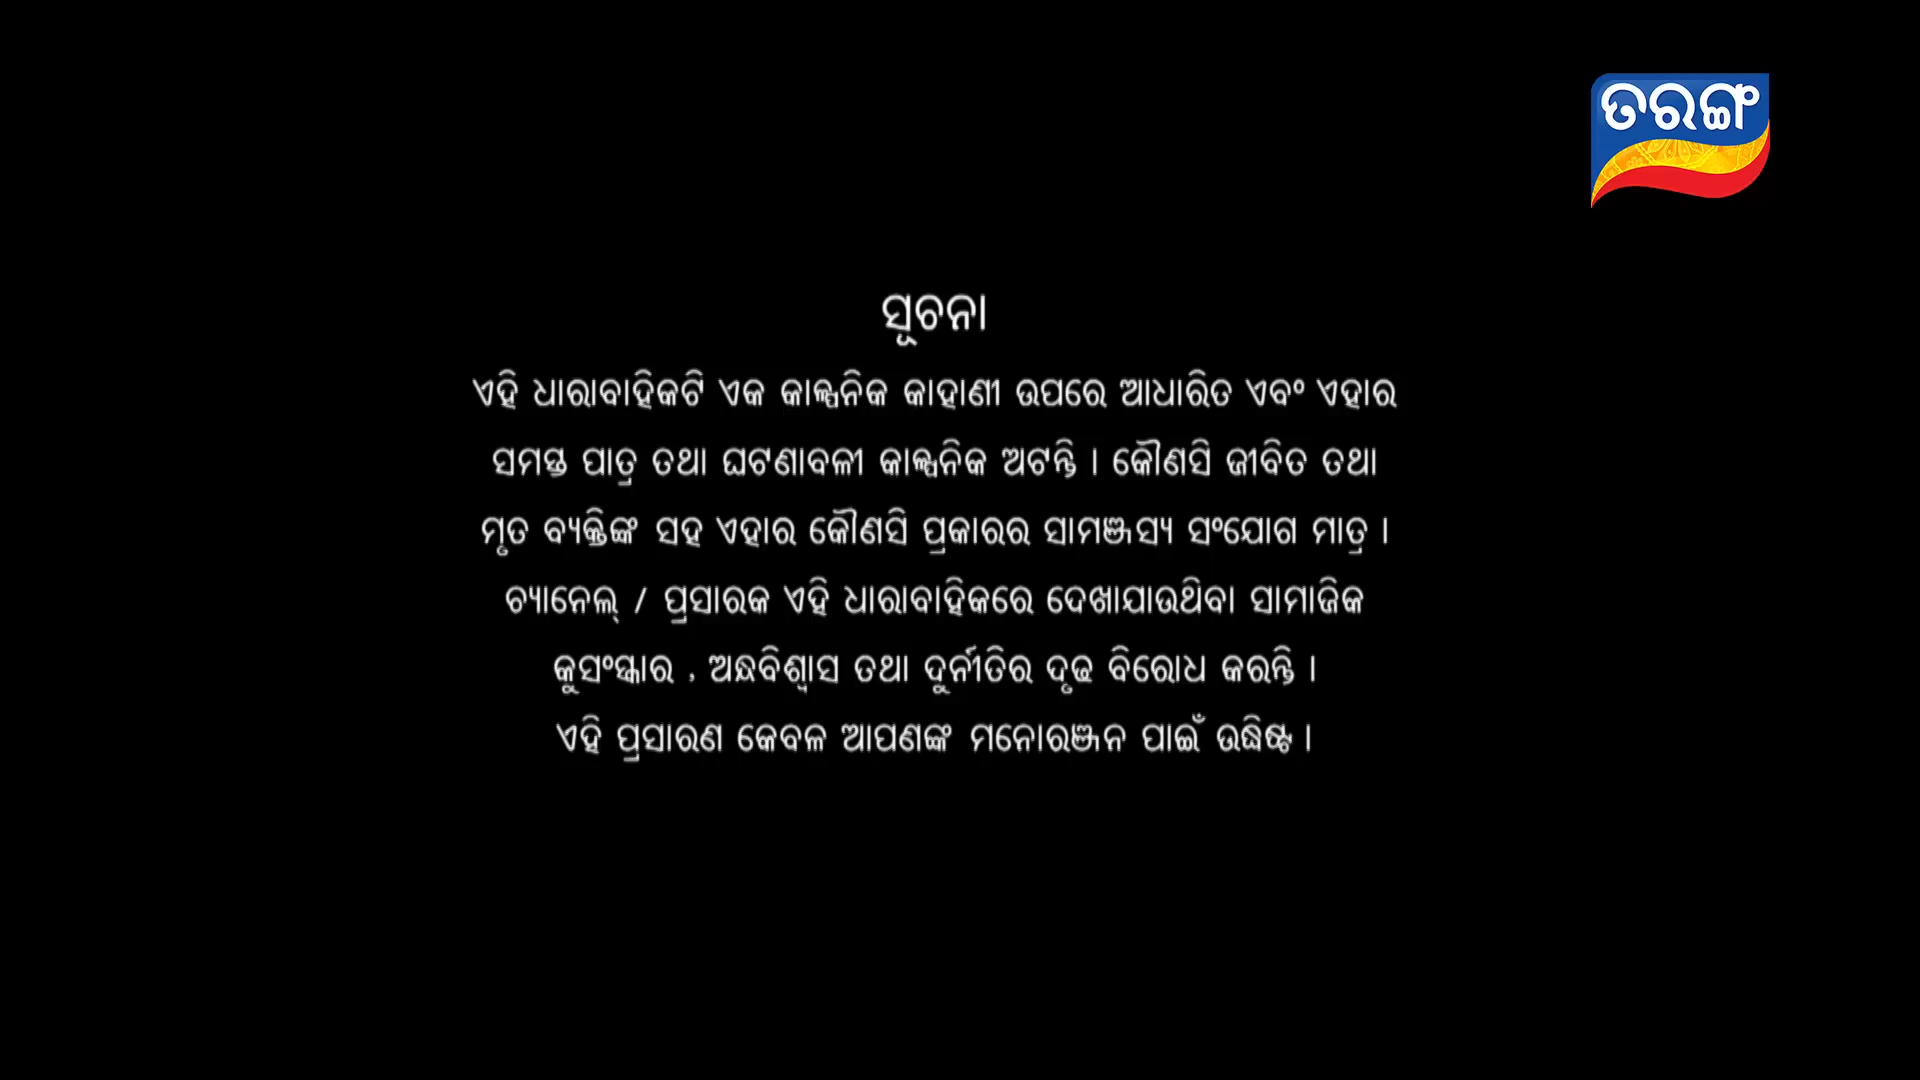 ତରଙ୍ଗ
ସୂଚନା
ଏହି ଧାରାବାହିକଟି ଏକ କାଳ୍ପନିକ କାହାଣୀ ଉପରେ ଆଧାରିତ ଏବଂ ଏହାର
ସମସ୍ତ ପାତ୍ର ତଥା ଘଟଣାବଳୀ କାଳ୍ପନିକ ଅଟନ୍ତି । କୌଣସି ଜୀବିତ ତଥା
ମୃତ ବ୍ୟକ୍ତିଙ୍କ ସହ ଏହାର କୌଣସି ପ୍ରକାରର ସାମଞ୍ଜସ୍ୟ ସଂଯୋଗ ମାତ୍ର ।
ଚ୍ୟାନେଲ୍ / ପ୍ରସାରକ ଏହି ଧାରାବାହିକରେ ଦେଖାଯାଉଥିବା ସାମାଜିକ
କୁସଂସ୍କାର , ଅନ୍ଧବିଶ୍ୱାସ ତଥା ଦୁର୍ନୀତିର ଦୃଢ ବିରୋଧ କରନ୍ତି ।
ଏହି ପ୍ରସାରଣ କେବଳ ଆପଣଙ୍କ ମନୋରଞ୍ଜନ ପାଇଁ ଉଦ୍ଧିଷ୍ଟ ।